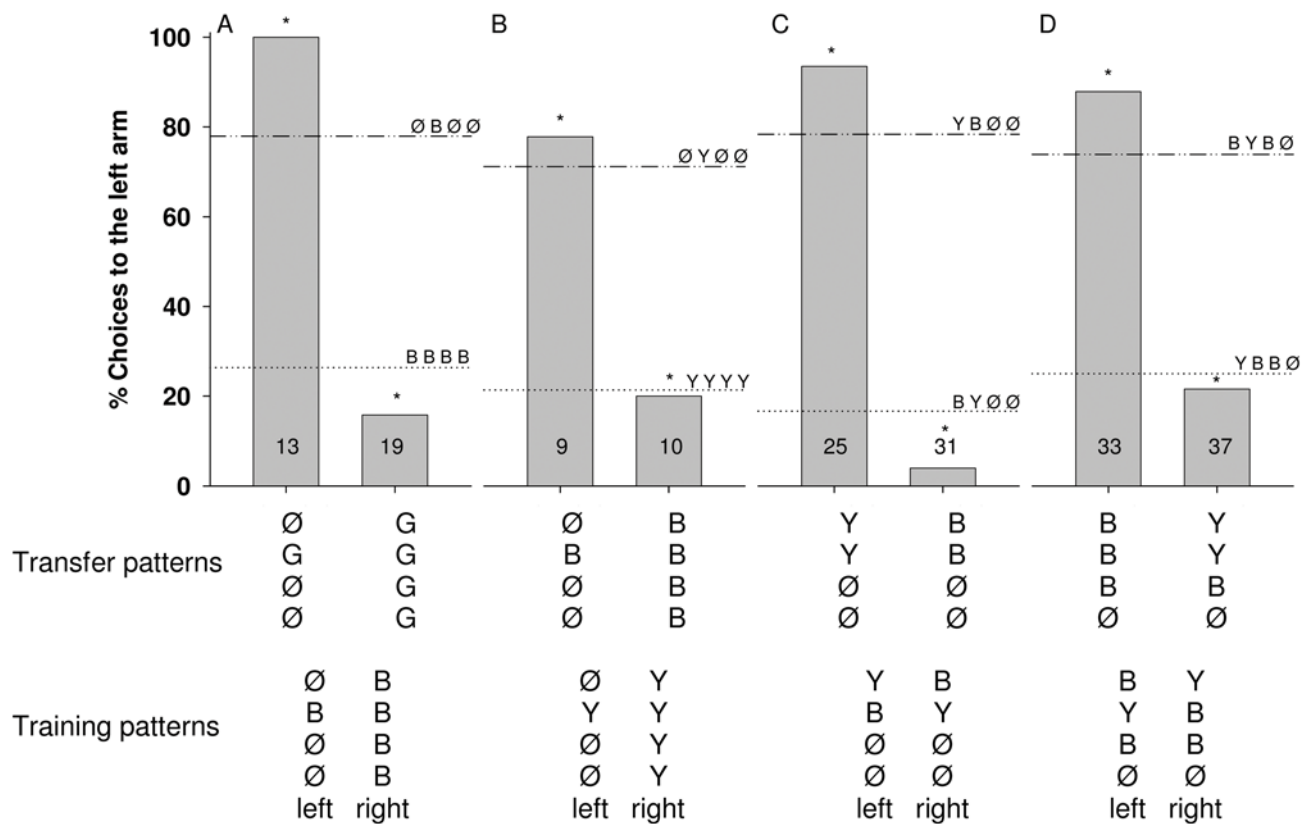 A B C D
% Choices to the left arm
100
80
60
40
20
0
* * * *
Ø B Ø Ø
Ø Y Ø Ø
Y B Ø Ø
B Y B Ø
B B B B
Y Y Y Y
B Y Ø Ø
Y B B Ø
* * * *
13 19 9 10 25 31 33 37
Transfer patterns
Ø G Ø B Y B B Y
G G B B Y B B Y
Ø G Ø B Ø Ø B B
Ø G Ø B Ø Ø Ø Ø
Training patterns
Ø B Ø Y Y B B Y
B B Y Y B Y Y B
Ø B Ø Y Ø Ø B B
Ø B Ø Y Ø Ø Ø Ø
left right left right left right left right